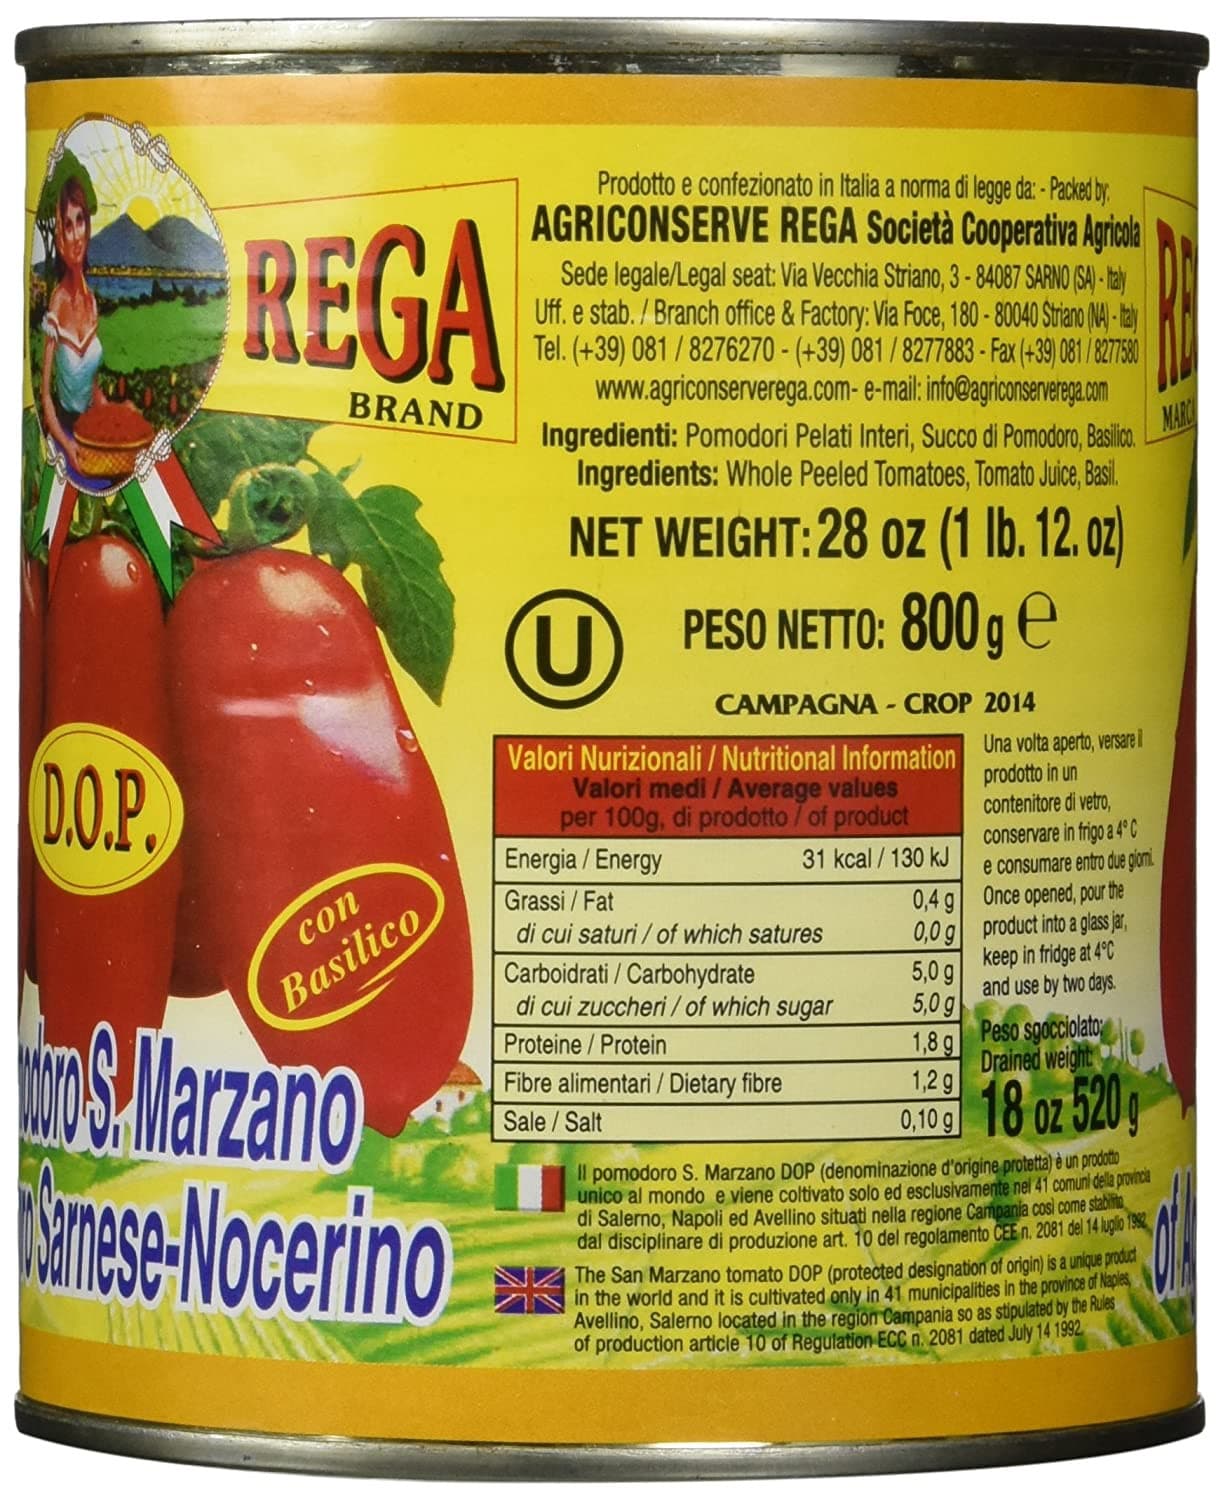 REGA
BRAND
D.O.P.
con
Basilico
S. Marzano
Sarnese-Nocerino
Prodotto e confezionato in Italia a norma di legge da: - Packed by:
AGRICONSERVE REGA Società Cooperativa Agricola
Sede legale/Legal seat: Via Vecchia Striano, 3 - 84087 SARNO (SA) - Italy
Uff. e stab. / Branch office & Factory: Via Foce, 180 - 80040 Striano (NA) - Italy
Tel. (+39) 081 / 8276270 - (+39) 081 / 8277883 - Fax (+39) 081 / 8277580
www.agriconserverega.com- e-mail: info@agriconserverega.com
Ingredienti: Pomodori Pelati Interi, Succo di Pomodoro, Basilico.
Ingredients: Whole Peeled Tomatoes, Tomato Juice, Basil.
NET WEIGHT: 28 oz (1 lb. 12. oz)
U
PESO NETTO: 800 g e
CAMPAGNA - CROP 2014
Valori Nurizionali / Nutritional Information
Valori medi / Average values
per 100g, di prodotto / of product
Energia / Energy 31 kcal / 130 kJ
Grassi / Fat 0,4 g
di cui saturi / of which satures 0,0 g
Carboidrati / Carbohydrate 5,0 g
di cui zuccheri / of which sugar 5,0 g
Proteine / Protein 1,8 g
Fibre alimentari / Dietary fibre 1,2 g
Sale / Salt 0,10 g
Una volta aperto, versare il
prodotto in un
contenitore di vetro,
conservare in frigo a 4° C
e consumare entro due giorni.
Once opened, pour the
product into a glass jar,
keep in fridge at 4°C
and use by two days.
Peso sgocciolato:
Drained weight:
18 oz 520 g
Il pomodoro S. Marzano DOP (denominazione d'origine protetta) è un prodotto
unico al mondo e viene coltivato solo ed esclusivamente nei 41 comuni della provincia
di Salerno, Napoli ed Avellino situati nella regione Campania così come stabilito
dal disciplinare di produzione art. 10 del regolamento CEE n. 2081 del 14 luglio 1992
The San Marzano tomato DOP (protected designation of origin) is a unique product
in the world and it is cultivated only in 41 municipalities in the province of Naples,
Avellino, Salerno located in the region Campania so as stipulated by the Rules
of production article 10 of Regulation ECC n. 2081 dated July 14 1992.
of